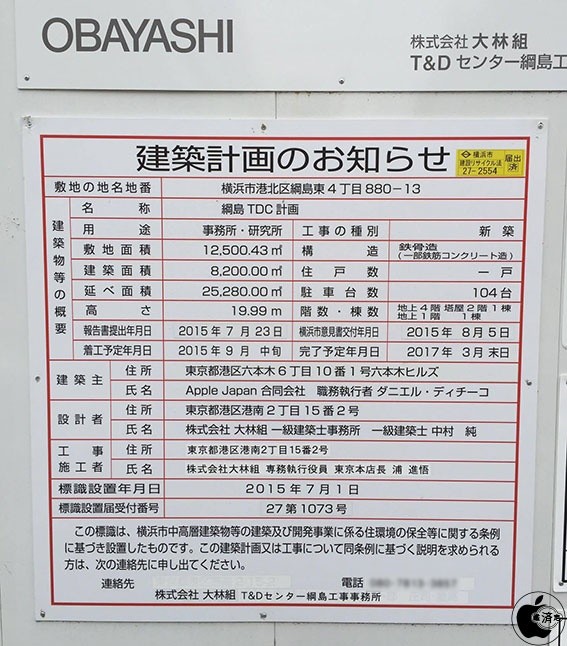 OBAYASHI
株式会社 大林組
T&D センター綱島工
建築計画のお知らせ
横浜市
建設リサイクル法
27-2554
届出済
敷地の地名地番 横浜市港北区綱島東4丁目880-13
建築物等の概要
名称 綱島 TDC 計画
用途 事務所・研究所 工事の種別 新築
敷地面積 12,500.43 ㎡ 構造 鉄骨造(一部鉄筋コンクリート造)
建築面積 8,200.00 ㎡ 住戸数 ー戸
延べ面積 25,280.00 ㎡ 駐車台数 104台
高さ 19.99 m 階数・棟数 地上4階 塔屋2階 1棟
地上1階 1棟
報告書提出年月日 2015年7月23日 横浜市意見書交付年月日 2015年8月5日
着工予定年月日 2015年9月 中旬 完了予定年月日 2017年3月末日
建築主 住所 東京都港区六本木6丁目10番1号六本木ヒルズ
氏名 Apple Japan 合同会社 職務執行者 ダニエル・ディチーコ
設計者 住所 東京都港区港南2丁目15番2号
氏名 株式会社 大林組 一級建築士事務所 一級建築士 中村 純
工事施工者 住所 東京都港区港南2丁目15番2号
氏名 株式会社大林組 専務執行役員 東京本店長 浦 進悟
標識設置年月日 2015年7月1日
標識設置届受付番号 27第1073号
この標識は、横浜市中高層建築物等の建築及び開発事業に係る住環境の保全等に関する条例
に基づき設置したものです。この建築計画又は工事について同条例に基づく説明を求められる
方は、次の連絡先に申し出てください。
連絡先 電話
株式会社 大林組 T&Dセンター綱島工事事務所